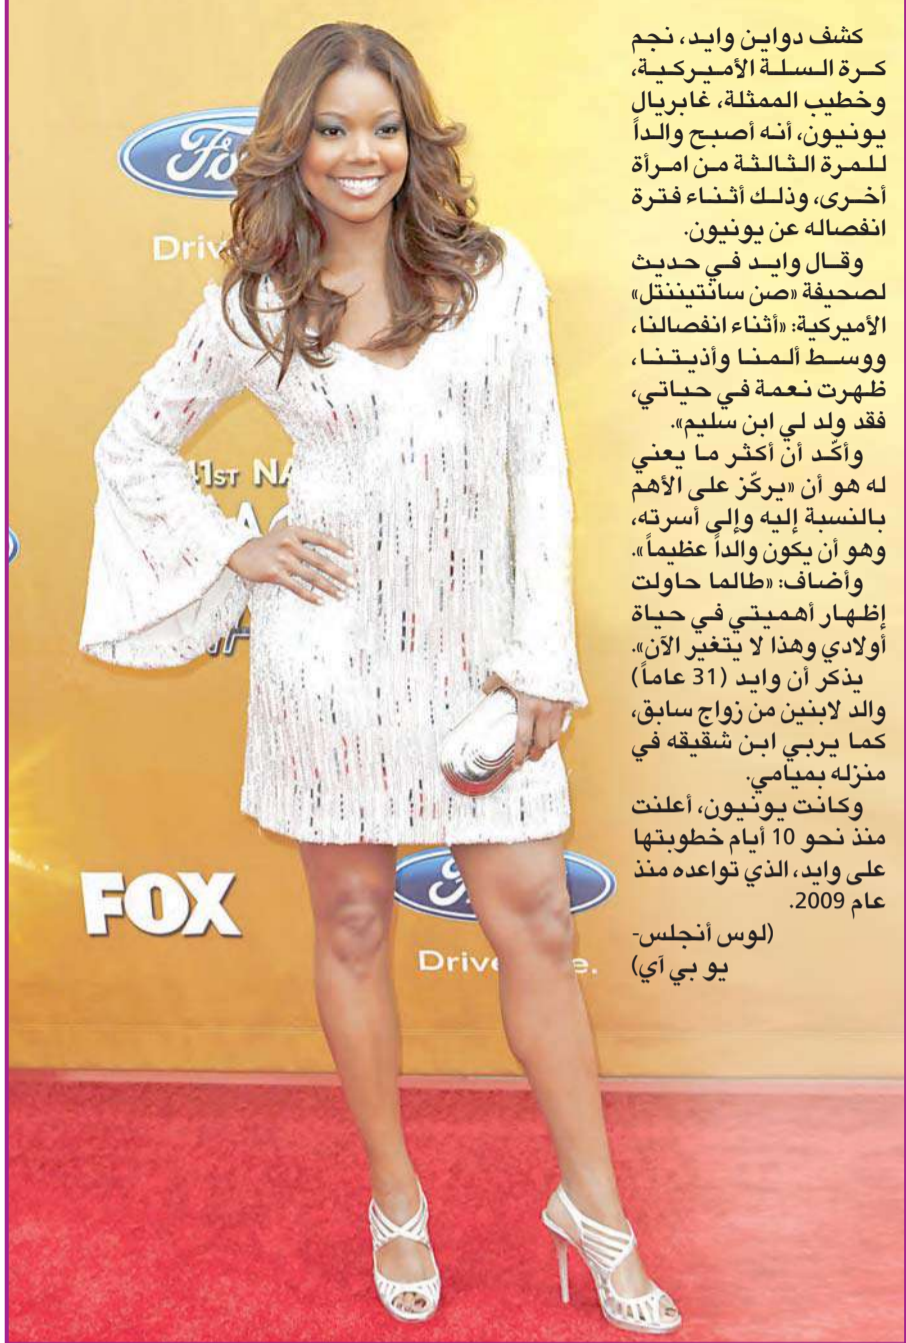 كشف دواين وايد، نجم
كرة السلة الأميركية،
وخطيب الممثلة، غابريال
يونيون، أنه أصبح والداً
للمرة الثالثة من امرأة
أخرى، وذلك أثناء فترة
انفصاله عن يونيون.
وقال وايد في حديث
لصحيفة «صن سانتيننتل»
الأميركية: «أثناء انفصالنا،
ووسط ألمنا وأذيتنا،
ظهرت نعمة في حياتي،
فقد ولد لي ابن سليم».
وأكّد أن أكثر ما يعني
له هو أن «يركّز على الأهم
بالنسبة إليه وإلى أسرته،
وهو أن يكون والداً عظيماً».
وأضاف: «طالما حاولت
إظهار أهميتي في حياة
أولادي وهذا لا يتغير الآن».
يذكر أن وايد (31 عاماً)
والد لابنين من زواج سابق،
كما يربي ابن شقيقه في
منزله بميامي.
وكانت يونيون، أعلنت
منذ نحو 10 أيام خطوبتها
على وايد، الذي تواعده منذ
عام 2009.
(لوس أنجلس-
يو بي آي)
Ford
Driv
41ST NA
FOX
Drive
e.